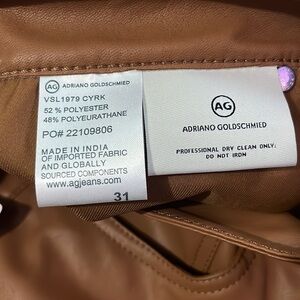 AG ADRIANO GOLDSCHMIED
VSL1979 CYRK
52 % POLYESTER
48% POLYEURATHANE
PO# 22109806
MADE IN INDIA
OF IMPORTED FABRIC
AND GLOBALLY
SOURCED COMPONENTS
www.agjeans.com
31
AG
ADRIANO GOLDSCHMIED
PROFESSIONAL DRY CLEAN ONLY.
DO NOT IRON